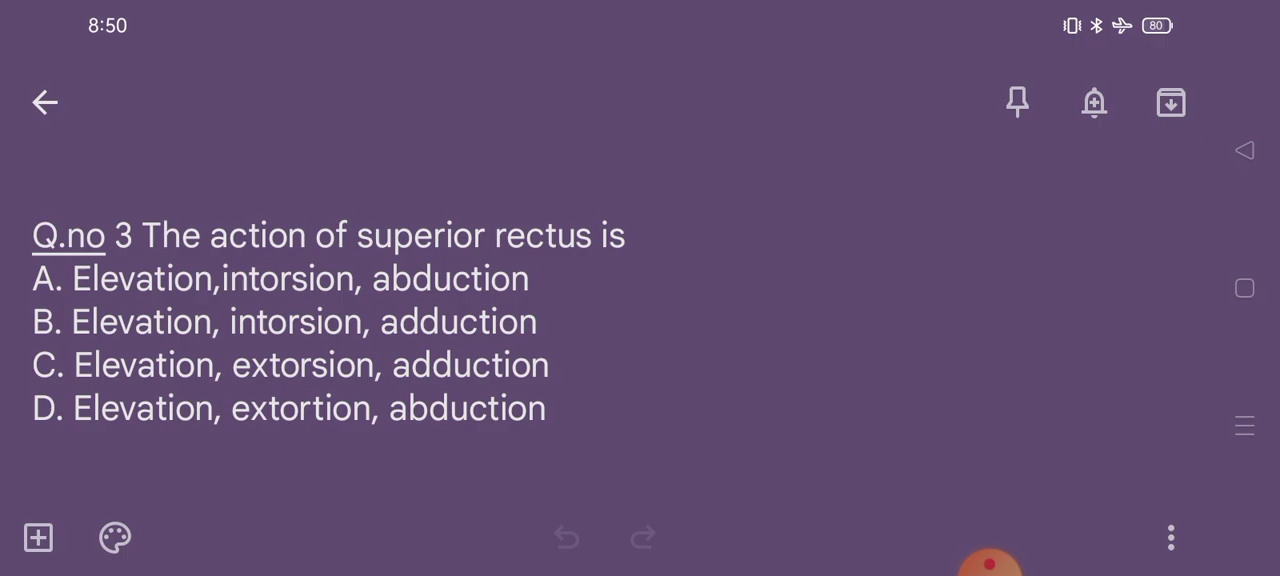 8:50
80
Q.no 3 The action of superior rectus is
A. Elevation,intorsion, abduction
B. Elevation, intorsion, adduction
C. Elevation, extorsion, adduction
D. Elevation, extortion, abduction